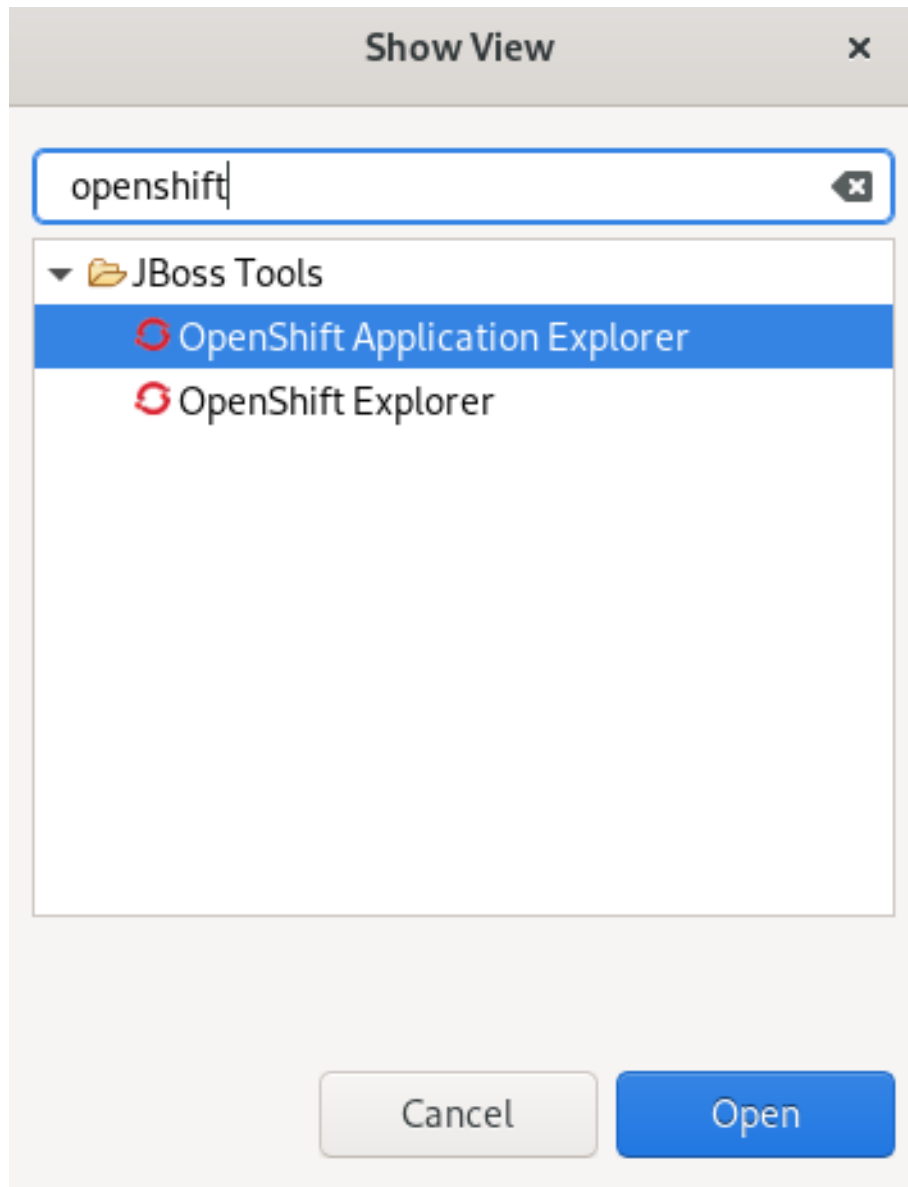 Show View
openshift
JBoss Tools
OpenShift Application Explorer
OpenShift Explorer
Cancel Open